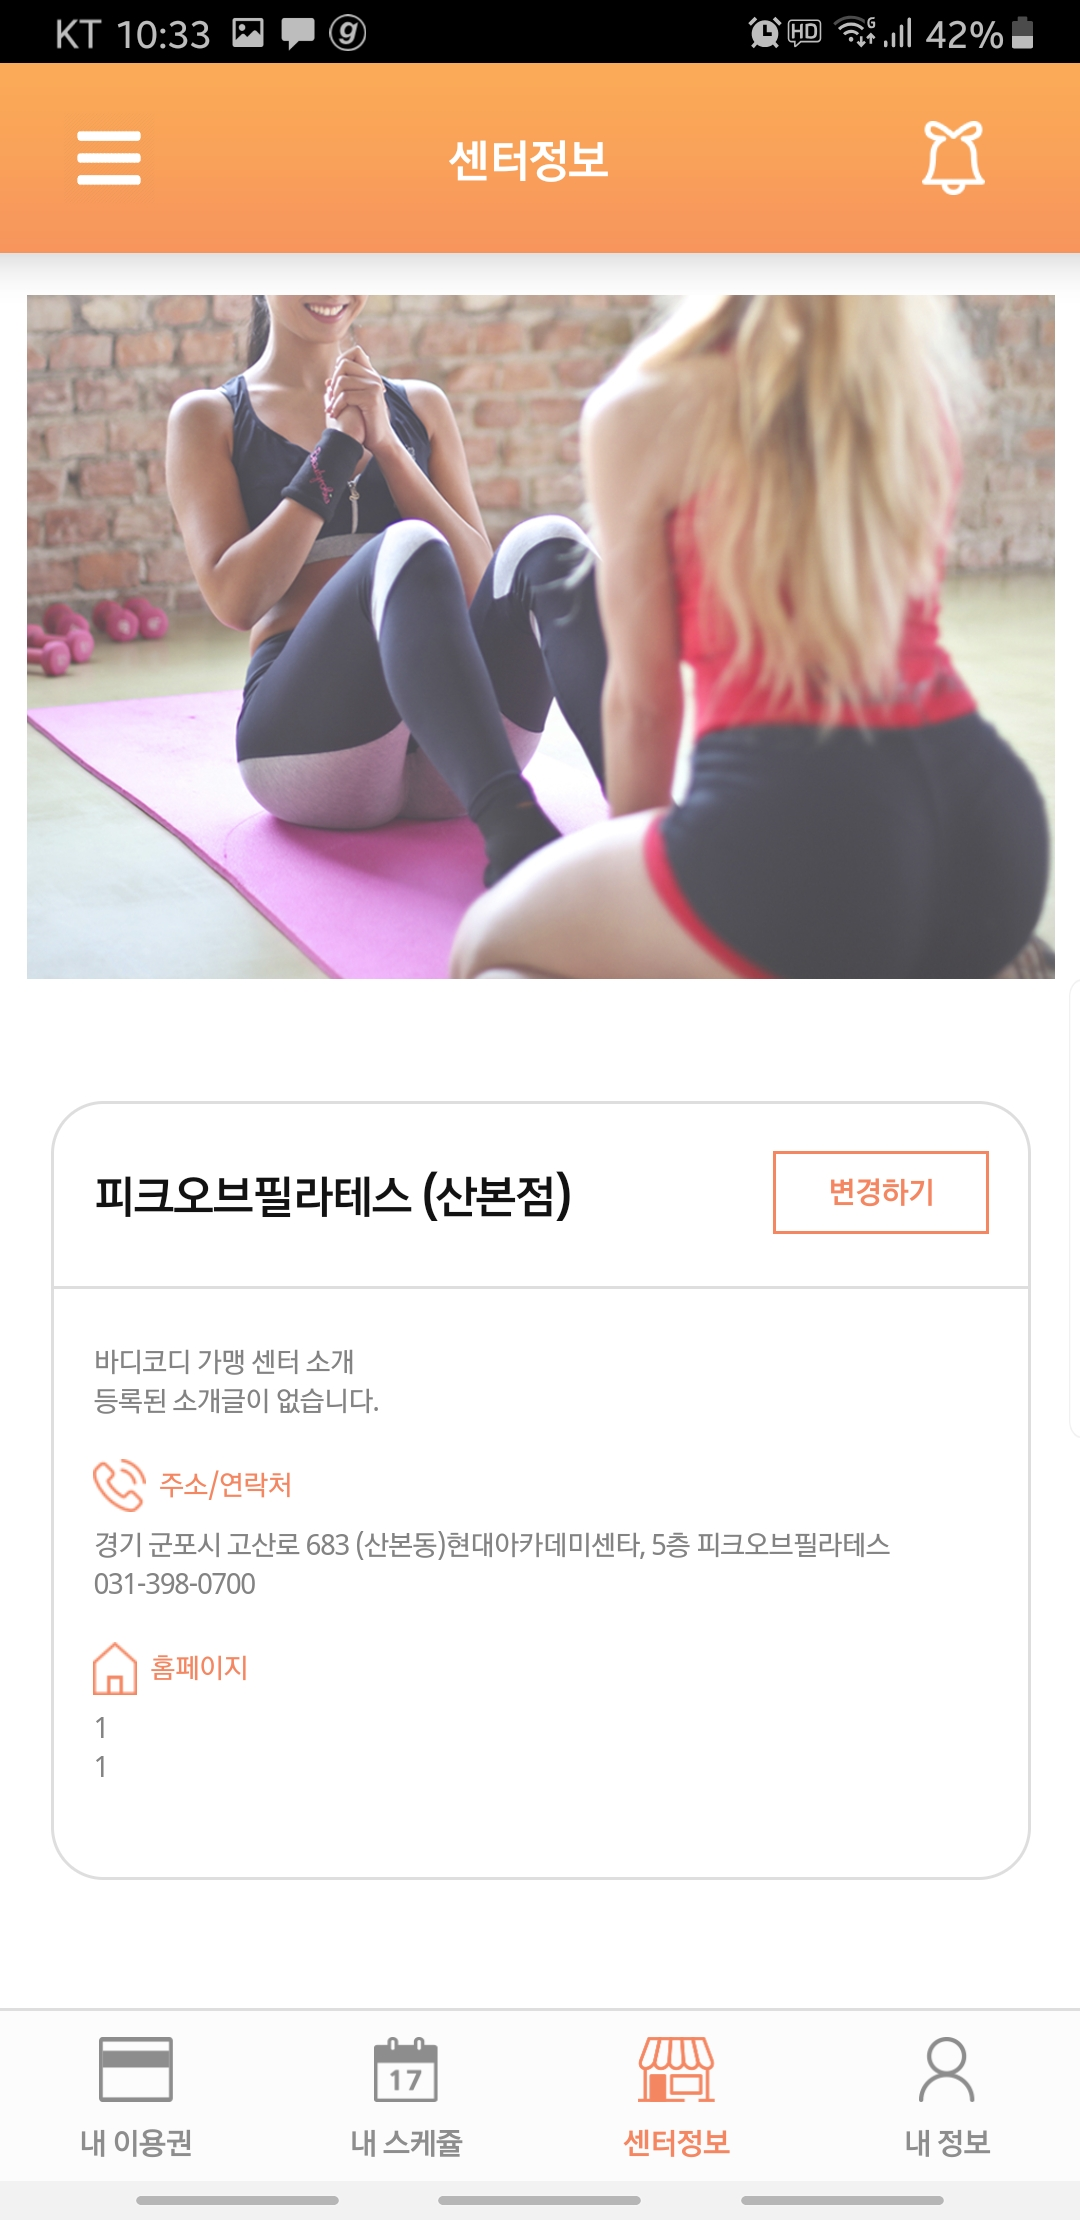 KT 10:33
HD
42%
센터정보
피크오브필라테스 (산본점)
변경하기
바디코디 가맹 센터 소개
등록된 소개글이 없습니다.
주소/연락처
경기 군포시 고산로 683 (산본동)현대아카데미센타, 5층 피크오브필라테스
031-398-0700
홈페이지
1
1
17
내 이용권
내 스케쥴
센터정보
내 정보